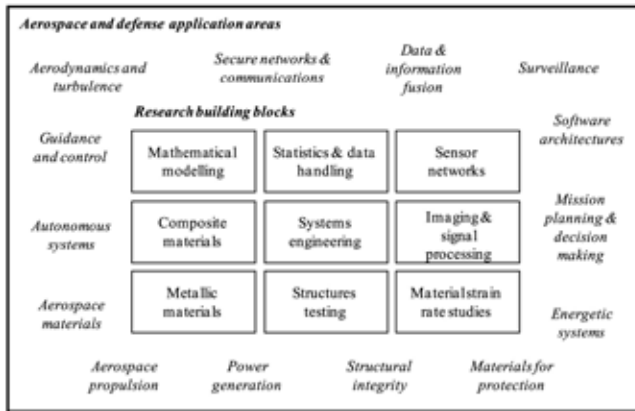 Aerospace and defense application areas
Aerodynamics and
turbulence
Secure networks &
communications
Data &
information
fusion
Surveillance
Research building blocks
Guidance
and control
Mathematical
modelling
Statistics & data
handling
Sensor
networks
Software
architectures
Autonomous
systems
Composite
materials
Systems
engineering
Imaging &
signal
processing
Mission
planning &
decision
making
Aerospace
materials
Metallic
materials
Structures
testing
Material strain
rate studies
Energetic
systems
Aerospace
propulsion
Power
generation
Structural
integrity
Materials for
protection